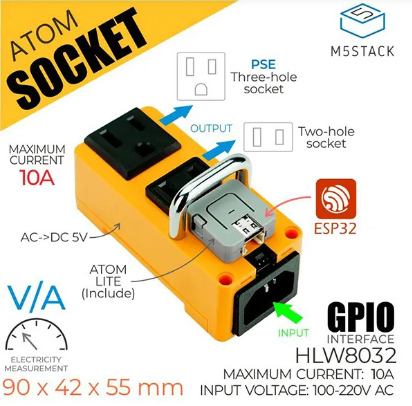 ATOM
SOCKET
5
M5STACK
PSE
Three-hole
socket
OUTPUT
Two-hole
socket
MAXIMUM
CURRENT
10A
ESP32
AC->DC 5V
ATOM
LITE
(Include)
V/A
ELECTRICITY
MEASUREMENT
INPUT
GPIO
INTERFACE
HLW8032
MAXIMUM CURRENT: 10A
INPUT VOLTAGE: 100-220V AC
90 x 42 x 55 mm